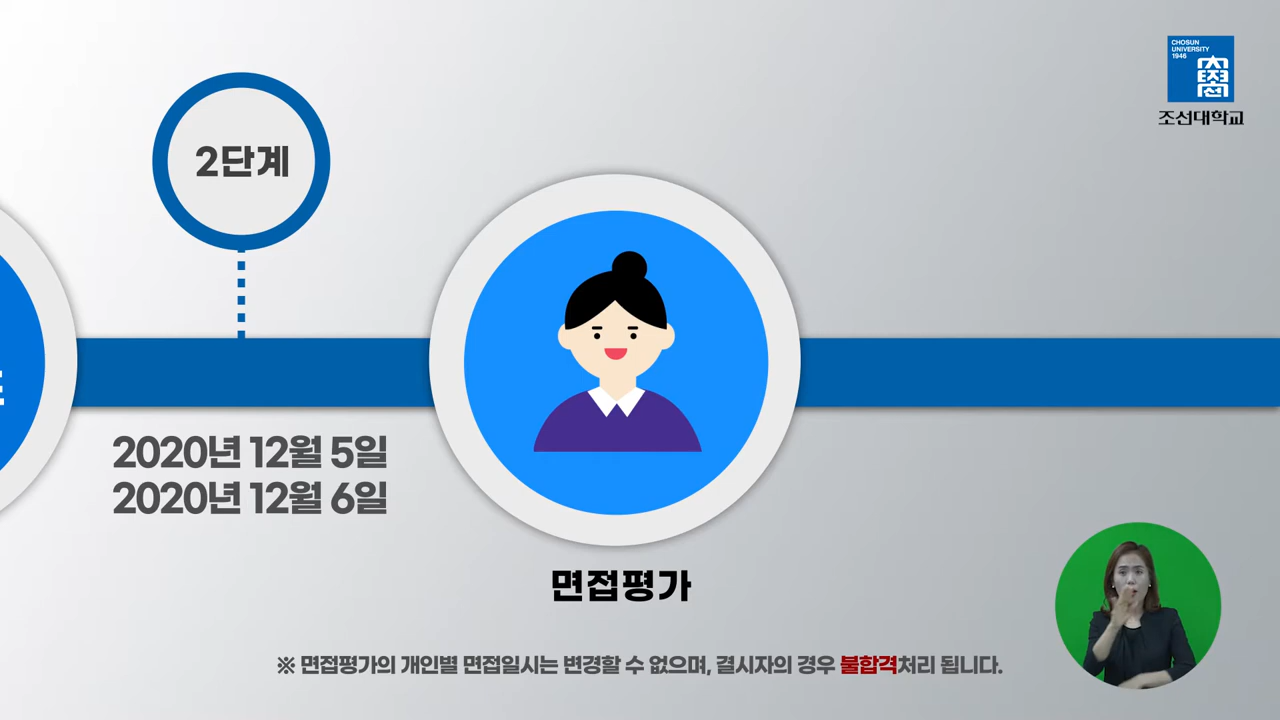 CHOSUN
UNIVERSITY
1946
조선대학교
2단계
2020년 12월 5일
2020년 12월 6일
면접평가
※ 면접평가의 개인별 면접일시는 변경할 수 없으며, 결시자의 경우 불합격처리 됩니다.